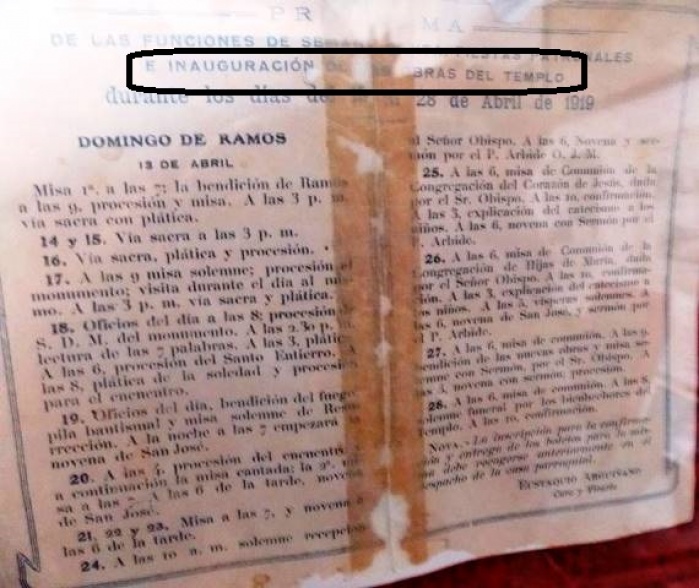 PR MA
DE LAS FUNCIONES DE PATRONALES
E INAUGURACIÓN OBRAS DEL TEMPLO
durante los días del 28 de Abril de 1919
DOMINGO DE RAMOS
13 DE ABRIL
Misa 1ª. a las 7; la bendición de Ramos
a las 9, procesión y misa. A las 3 p. m.
vía sacra con plática.
14 y 15. Vía sacra a las 3 p. m.
16. Vía sacra, plática y procesión.
17. A las 9 misa solemne; procesión
monumento; visita durante el día al
mo. A las 3 p. m. vía sacra y plática.
18. Oficios del día a las 8; procesión
S. D. M. del monumento. A las 2.30 p.
lectura de las 7 palabras. A las 3, plátic
A las 6, procesión del Santo Entierro. A
las 8, plática de la soledad y procesión
para el encuentro.
19. Oficios del día, bendición del fuego
pila bautismal y misa solemne de Resu
rrección. A la noche a las 7 empezará la
novena de San José.
20. A las 4, procesión del encuentro
a continuación la misa cantada; la 2ª.
sa a las A las 6 de la tarde, novena
de San José.
21, 22 y 23. Misa a las 7, y novena a
las 6 de la tarde.
24. A las 10 a. m. solemne recepción
al Señor Obispo. A las 6, Novena y ser-
món por el P. Arbide O. J. M.
25. A las 6, misa de Comunión de la
Congregación del Corazón de Jesús, dada
por el Sr. Obispo. A las 10, confirmación.
A las 3, explicación del catecismo a los
niños. A las 6, novena con Sermón por el
P. Arbide.
26. A las 6, misa de Comunión de la
Congregación de Hijas de María, dada
por el Señor Obispo. A las 10, confirma-
ción. A las 3, explicación del catecismo a
los niños. A las 5, vísperas solemnes. A
las 6, novena de San José, y sermón por
el P. Arbide.
27. A las 6, misa de comunión. A las 9,
bendición de las nuevas obras y misa so-
lemne con Sermón, por el Sr. Obispo. A
las 5, novena con sermón, procesión.
28. A las 6, misa de comunión. A las 8,
solemne funeral por los bienhechores del
Templo. A las 10, confirmación.
NOTA.- La inscripción para la confirma-
ción y entrega de los boletos para la
debe recogerse anteriormente en el
despacho de la casa parroquial.
EUSTAQUIO
Cura y Vicario